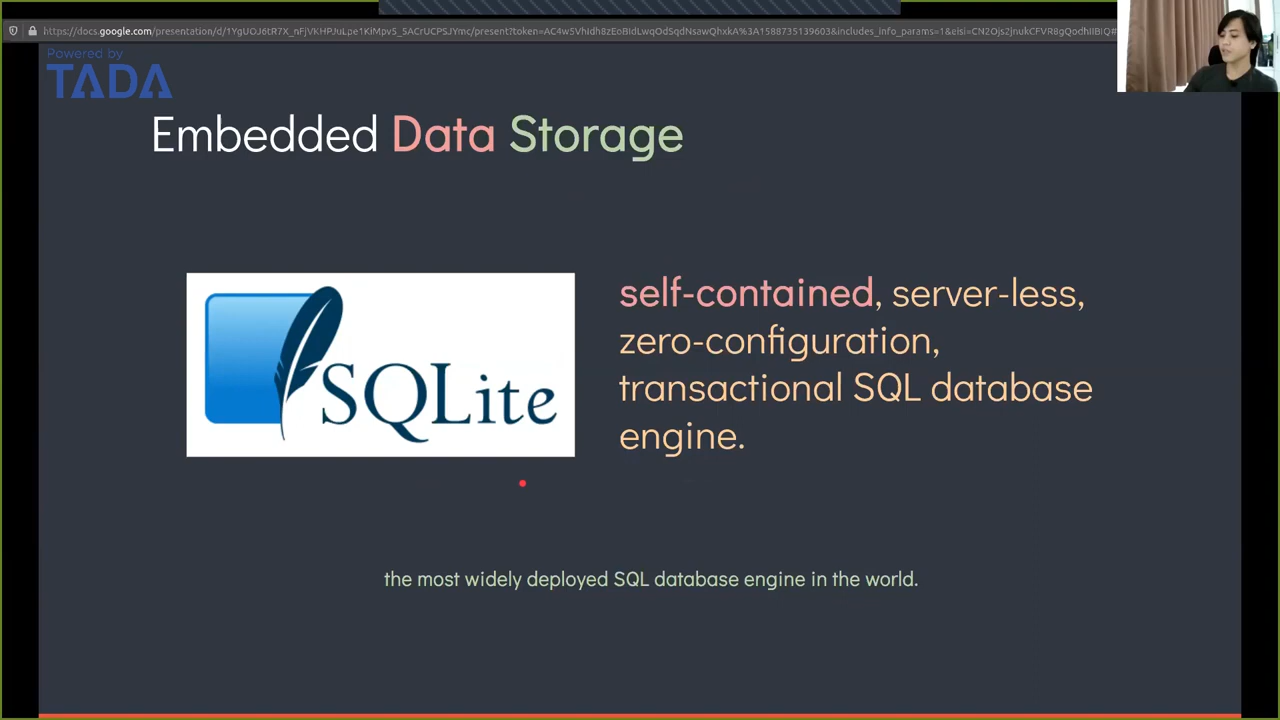 Powered by
TADA
Embedded Data Storage
SQLite
self-contained, server-less,
zero-configuration,
transactional SQL database
engine.
the most widely deployed SQL database engine in the world.